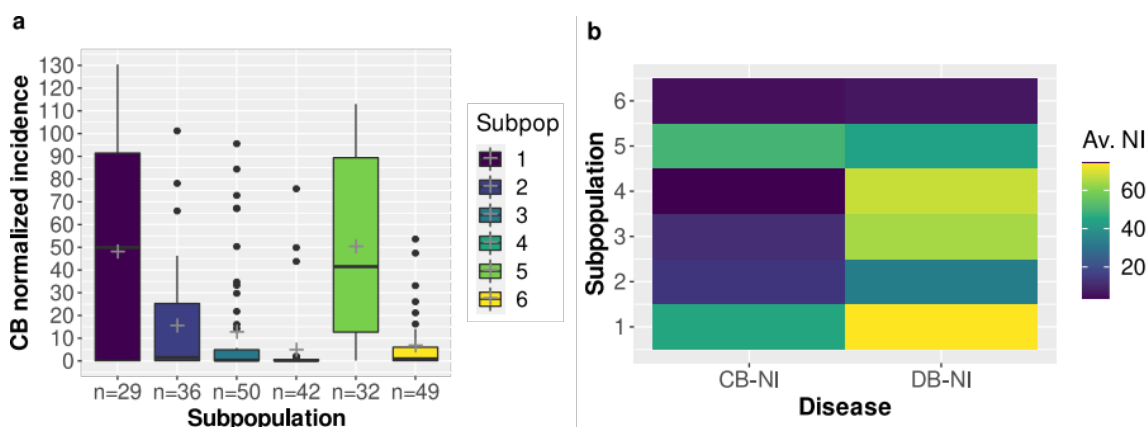 a
CB normalized incidence
130
120
110
100
90
80
70
60
50
40
30
20
10
0
n=29 n=36 n=50 n=42 n=32 n=49
Subpopulation
Subpop
1
2
3
4
5
6
b
Subpopulation
6
5
4
3
2
1
CB-NI DB-NI
Disease
Av. NI
60
40
20